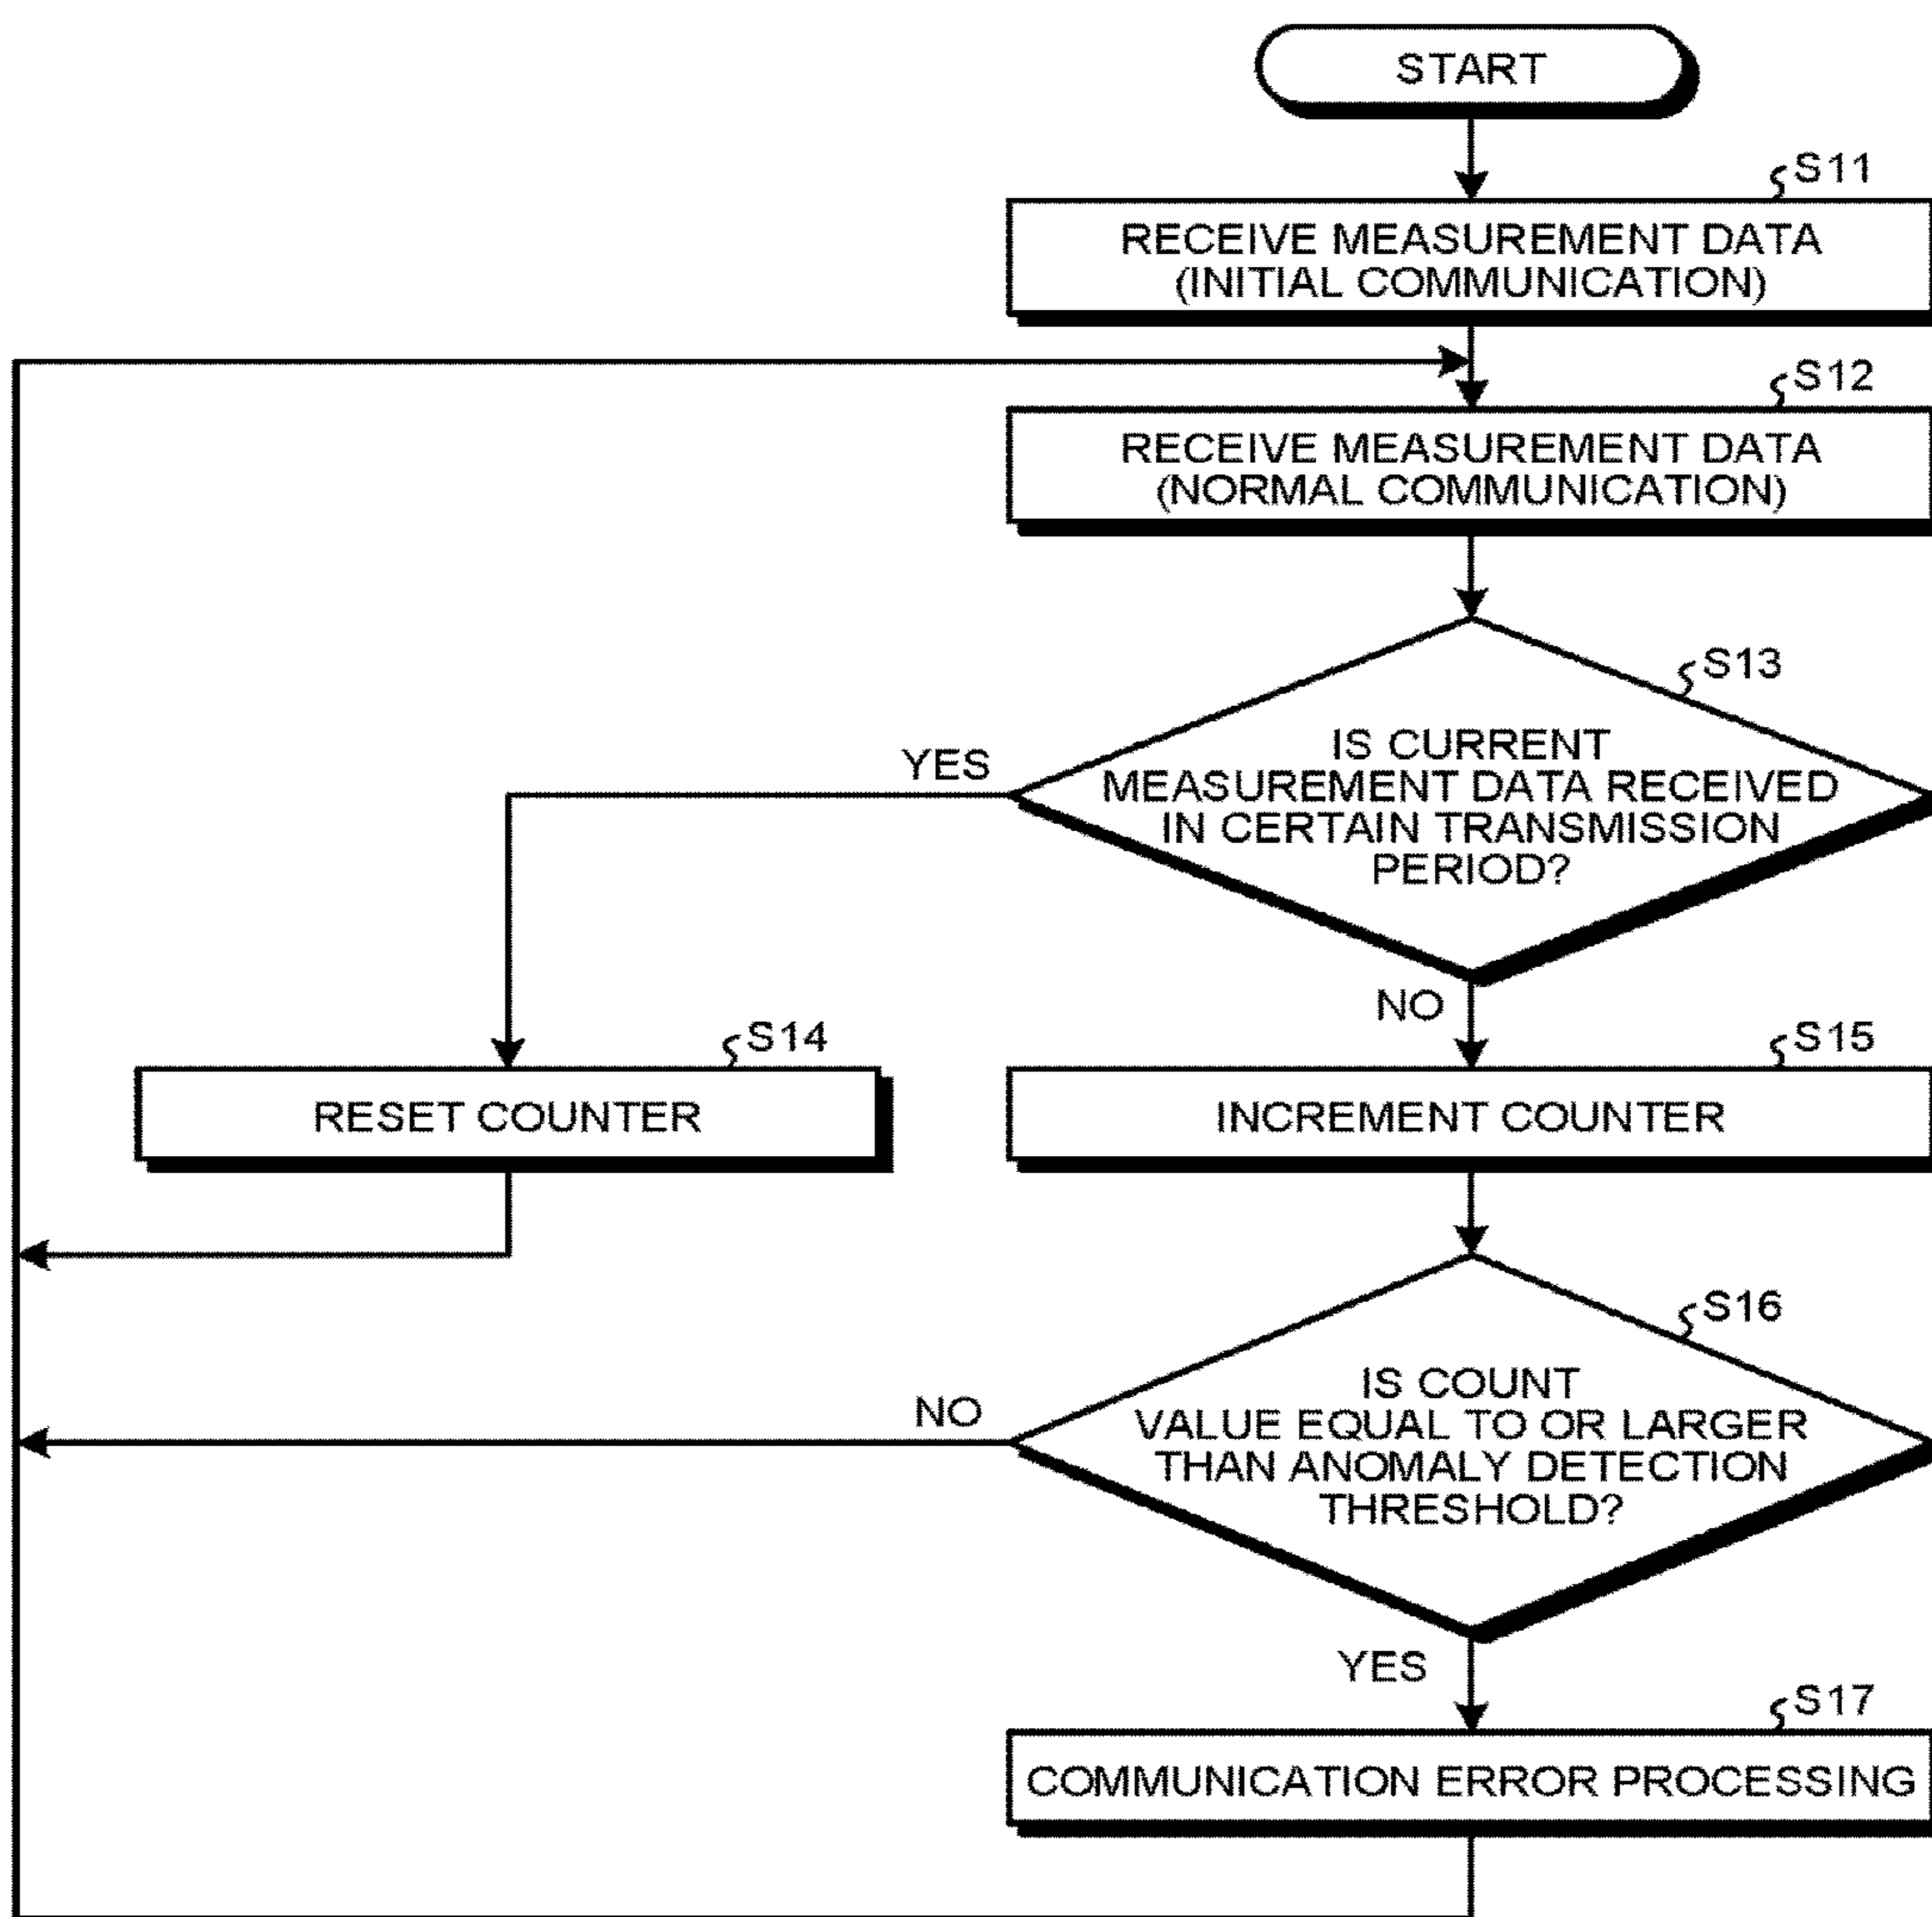 START
S11
RECEIVE MEASUREMENT DATA
(INITIAL COMMUNICATION)
S12
RECEIVE MEASUREMENT DATA
(NORMAL COMMUNICATION)
S13
IS CURRENT
MEASUREMENT DATA RECEIVED
IN CERTAIN TRANSMISSION
PERIOD?
YES
NO
S14
RESET COUNTER
S15
INCREMENT COUNTER
S16
IS COUNT
VALUE EQUAL TO OR LARGER
THAN ANOMALY DETECTION
THRESHOLD?
NO
YES
S17
COMMUNICATION ERROR PROCESSING